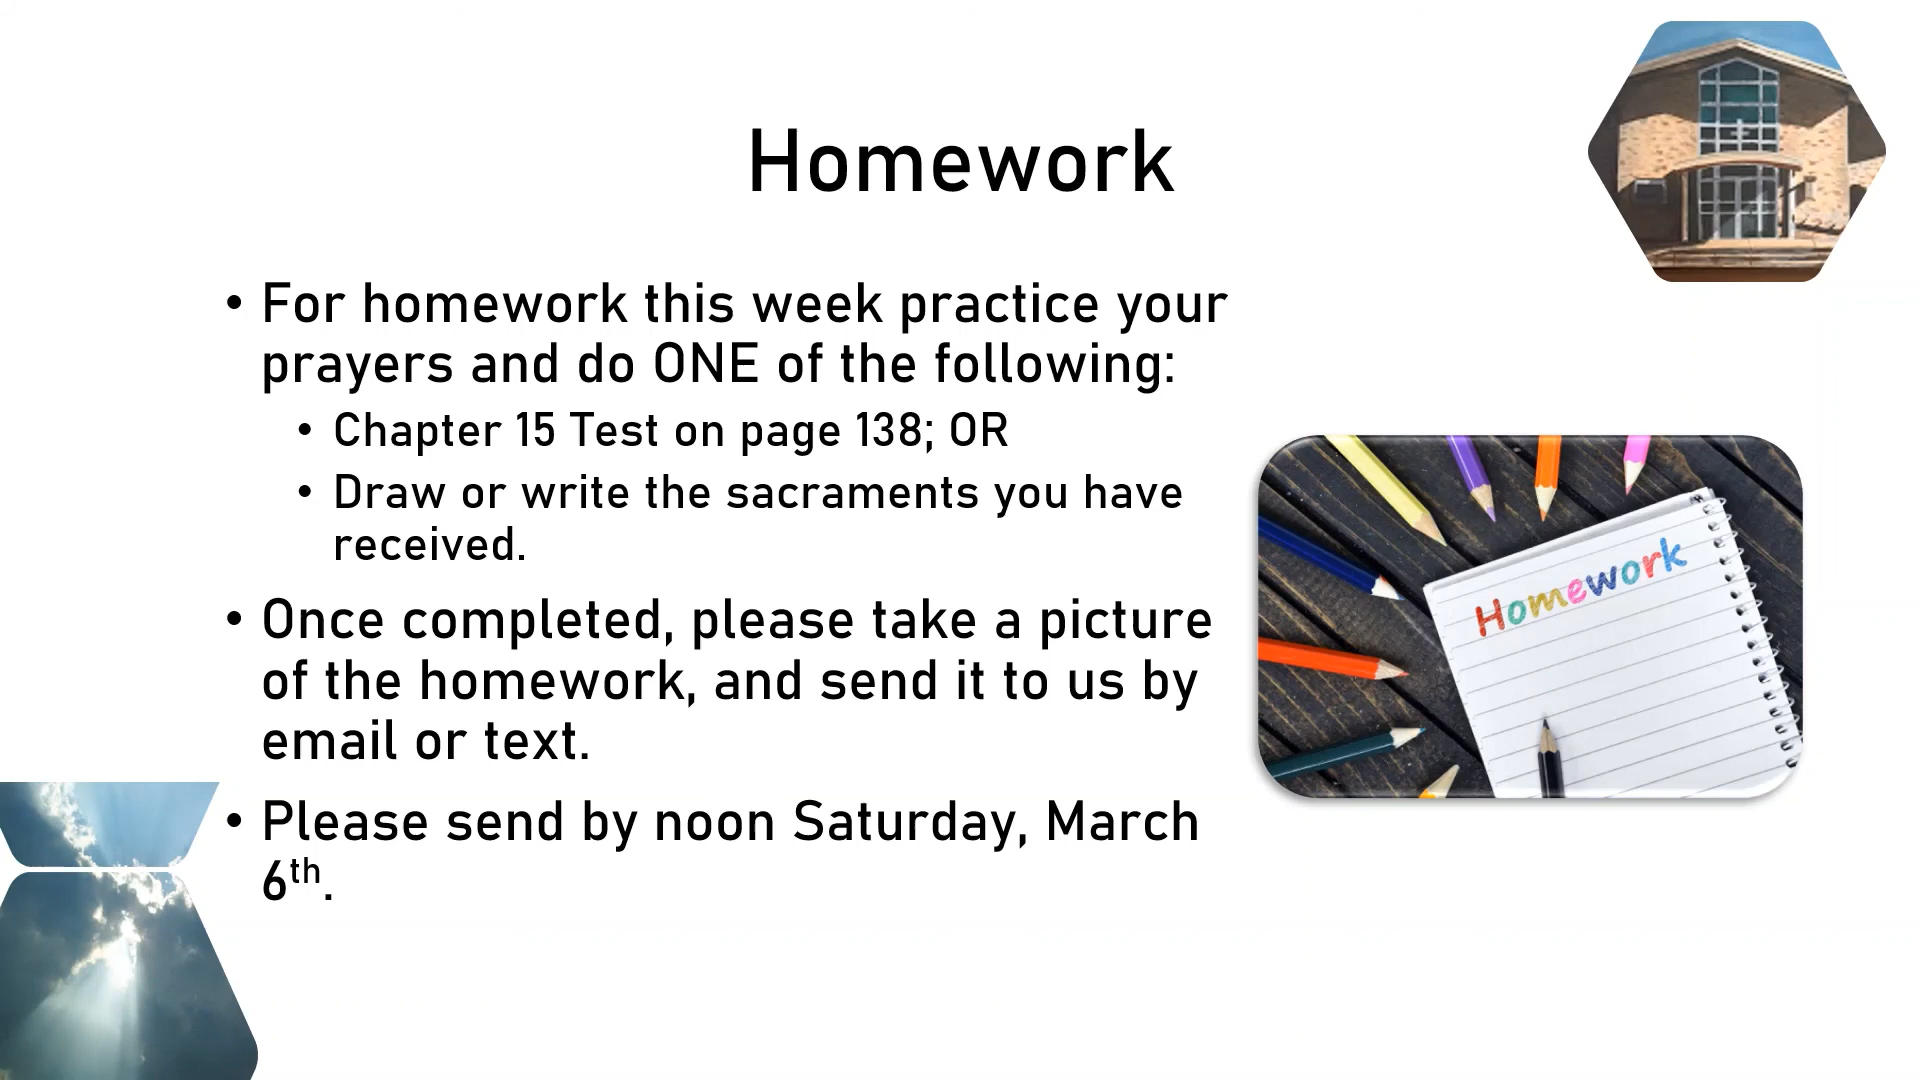 Homework
• For homework this week practice your
prayers and do ONE of the following:
• Chapter 15 Test on page 138; OR
• Draw or write the sacraments you have
received.
• Once completed, please take a picture
of the homework, and send it to us by
email or text.
• Please send by noon Saturday, March
6th.
Homework